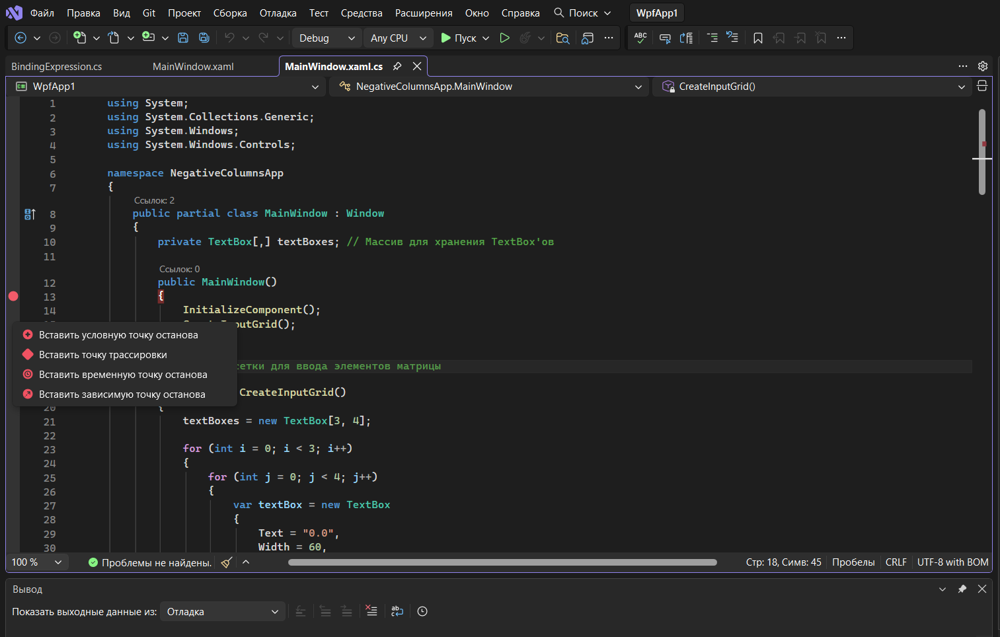 Файл Правка Вид Git Проект Сборка Отладка Тест Средства Расширения Окно Справка Поиск WpfApp1
Debug Any CPU Пуск ABC
BindingExpression.cs MainWindow.xaml MainWindow.xaml.cs
C# WpfApp1 NegativeColumnsApp.MainWindow CreateInputGrid()
1 using System;
2 using System.Collections.Generic;
3 using System.Windows;
4 using System.Windows.Controls;
5
6 namespace NegativeColumnsApp
7 {
Ссылок: 2
8 public partial class MainWindow : Window
9 {
10 private TextBox[,] textBoxes; // Массив для хранения TextBox'ов
11
Ссылок: 0
12 public MainWindow()
13 {
14 InitializeComponent();
CreateInputGrid();
Вставить условную точку останова
Вставить точку трассировки
сетки для ввода элементов матрицы
Вставить временную точку останова
Вставить зависимую точку останова
CreateInputGrid()
20 {
21 textBoxes = new TextBox[3, 4];
22
23 for (int i = 0; i < 3; i++)
24 {
25 for (int j = 0; j < 4; j++)
26 {
27 var textBox = new TextBox
28 {
29 Text = "0.0",
30 Width = 60,
100 % Проблемы не найдены. Стр: 18, Симв: 45 Пробелы CRLF UTF-8 with BOM
Вывод
Показать выходные данные из: Отладка